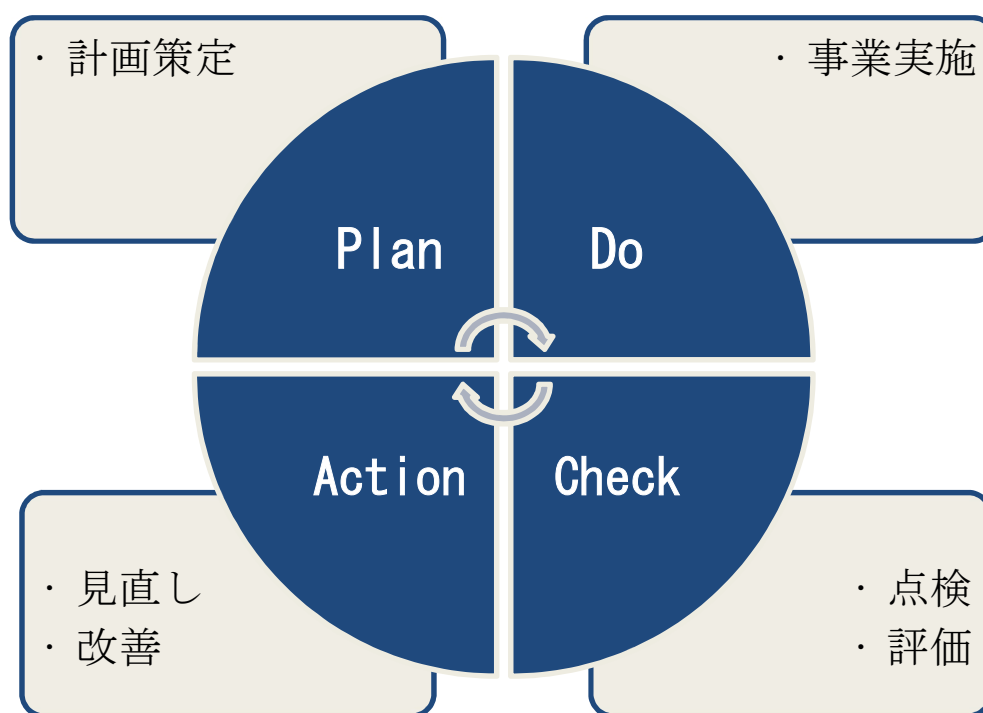 ・計画策定
・事業実施
Plan
Do
Action
Check
・見直し
・改善
・点検
・評価